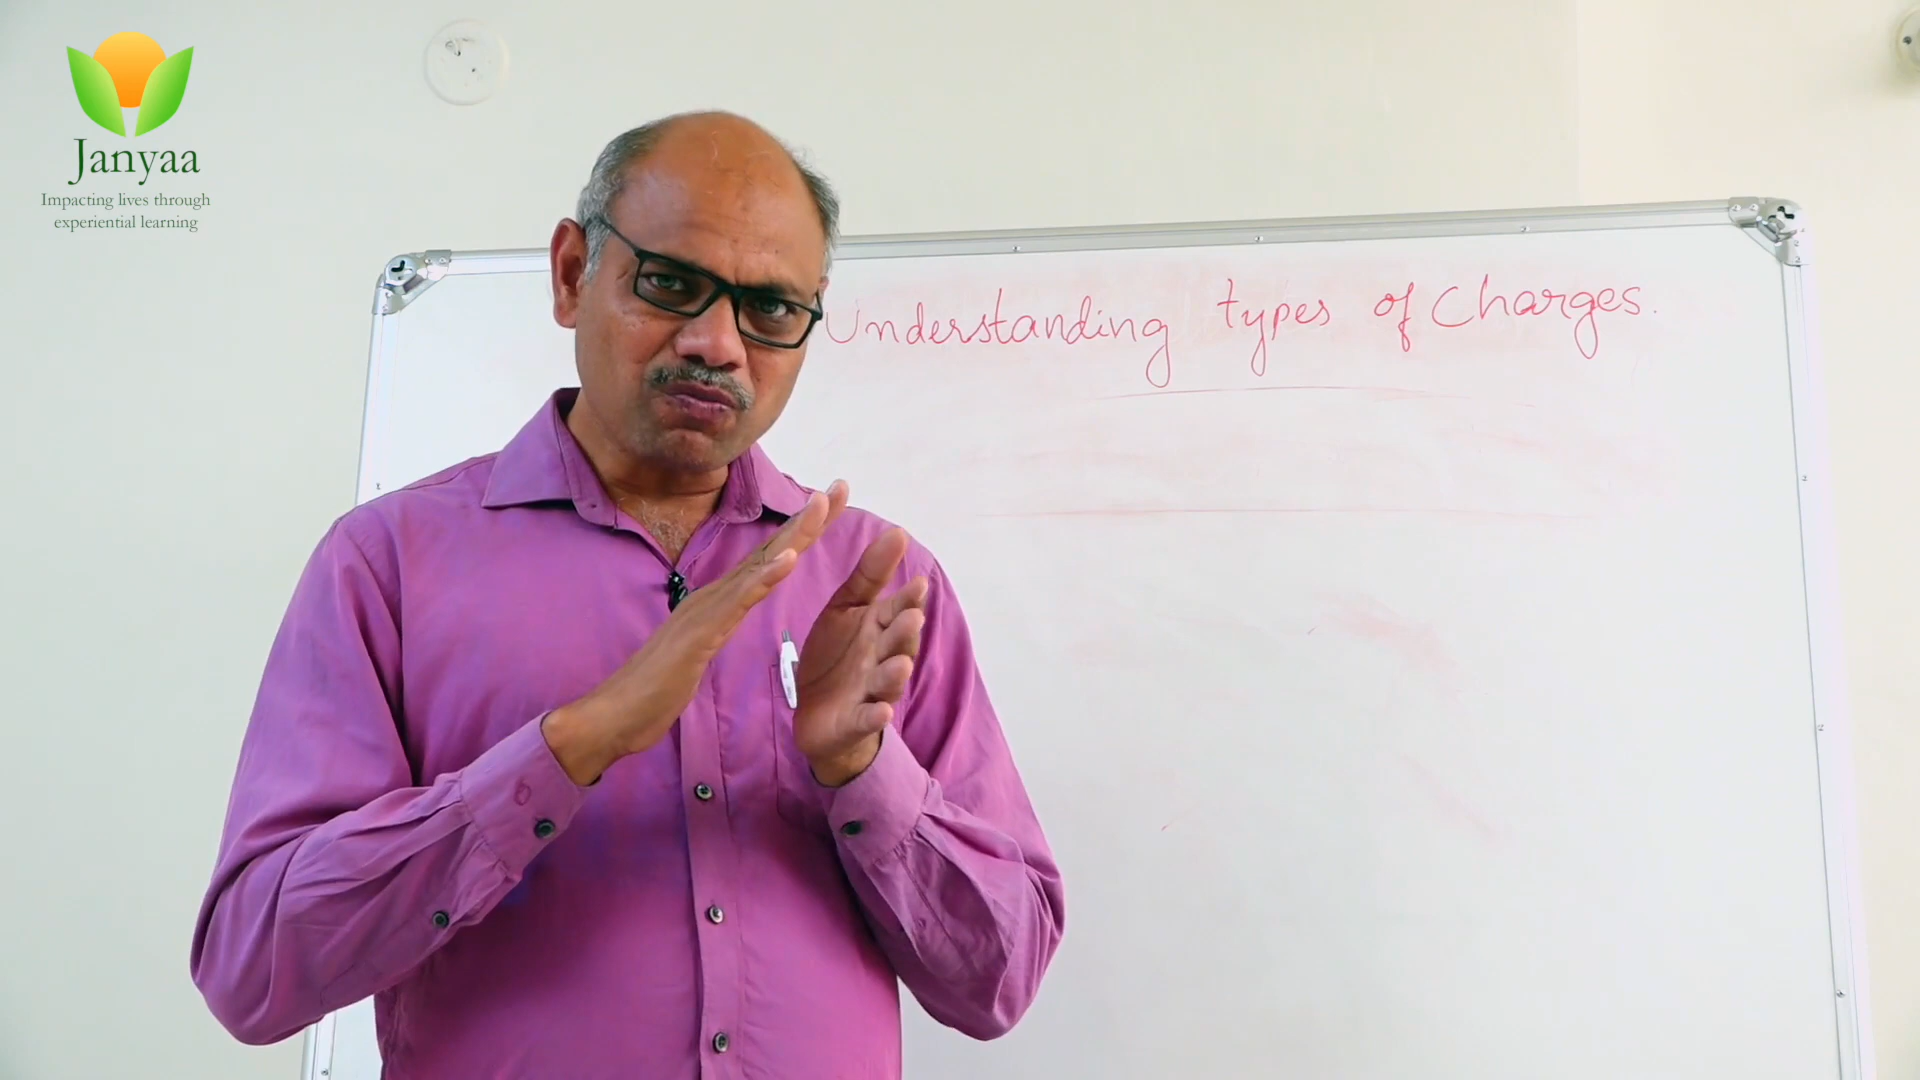 Janyaa
Impacting lives through
experiential learning
Understanding types of Charges.